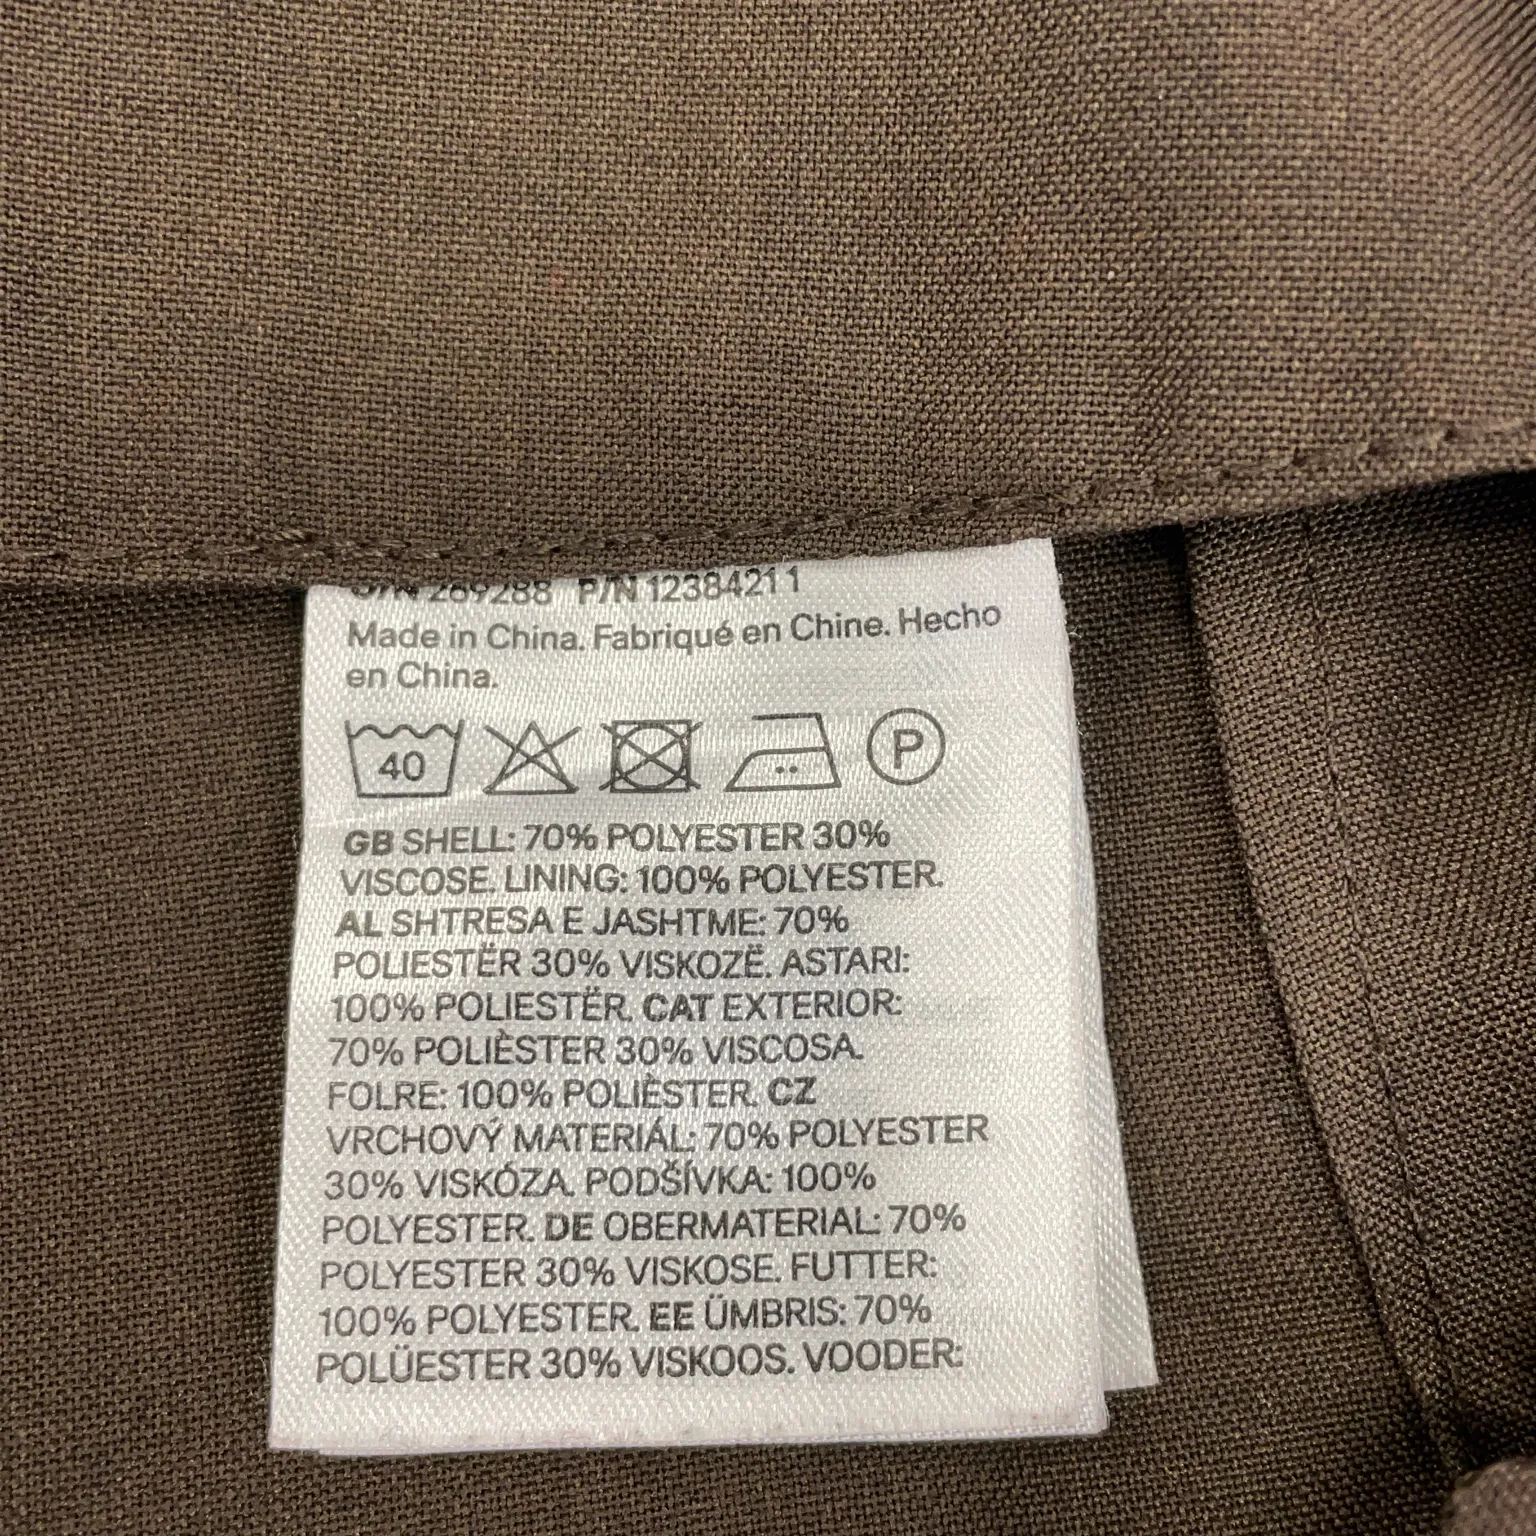 269288 P/N 12384211
Made in China. Fabriqué en Chine. Hecho
en China.
40 P
GB SHELL: 70% POLYESTER 30%
VISCOSE. LINING: 100% POLYESTER.
AL SHTRESA E JASHTME: 70%
POLIESTËR 30% VISKOZË. ASTARI:
100% POLIESTËR. CAT EXTERIOR:
70% POLIÈSTER 30% VISCOSA.
FOLRE: 100% POLIÈSTER. CZ
VRCHOVÝ MATERIÁL: 70% POLYESTER
30% VISKÓZA. PODŠÍVKA: 100%
POLYESTER. DE OBERMATERIAL: 70%
POLYESTER 30% VISKOSE. FUTTER:
100% POLYESTER. EE ÜMBRIS: 70%
POLÜESTER 30% VISKOOS. VOODER: